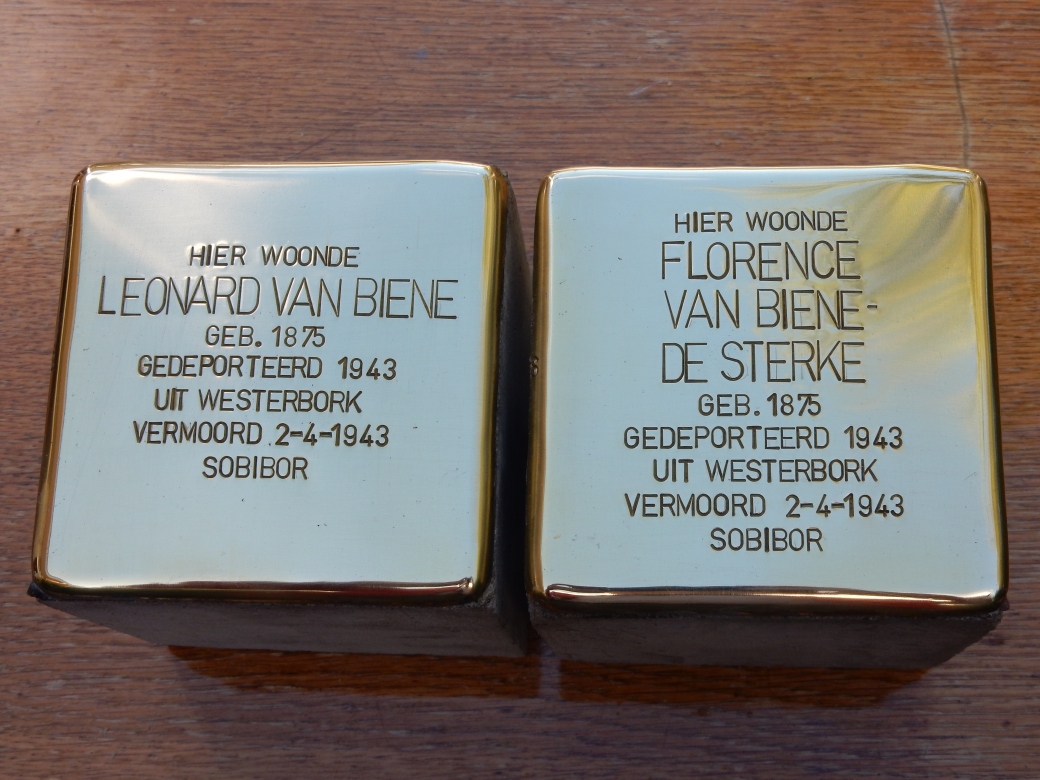 HIER WOONDE
LEONARD VAN BIENE
GEB. 1875
GEDEPORTEERD 1943
UIT WESTERBORK
VERMOORD 2-4-1943
SOBIBOR
HIER WOONDE
FLORENCE
VAN BIENE-
DE STERKE
GEB. 1875
GEDEPORTEERD 1943
UIT WESTERBORK
VERMOORD 2-4-1943
SOBIBOR